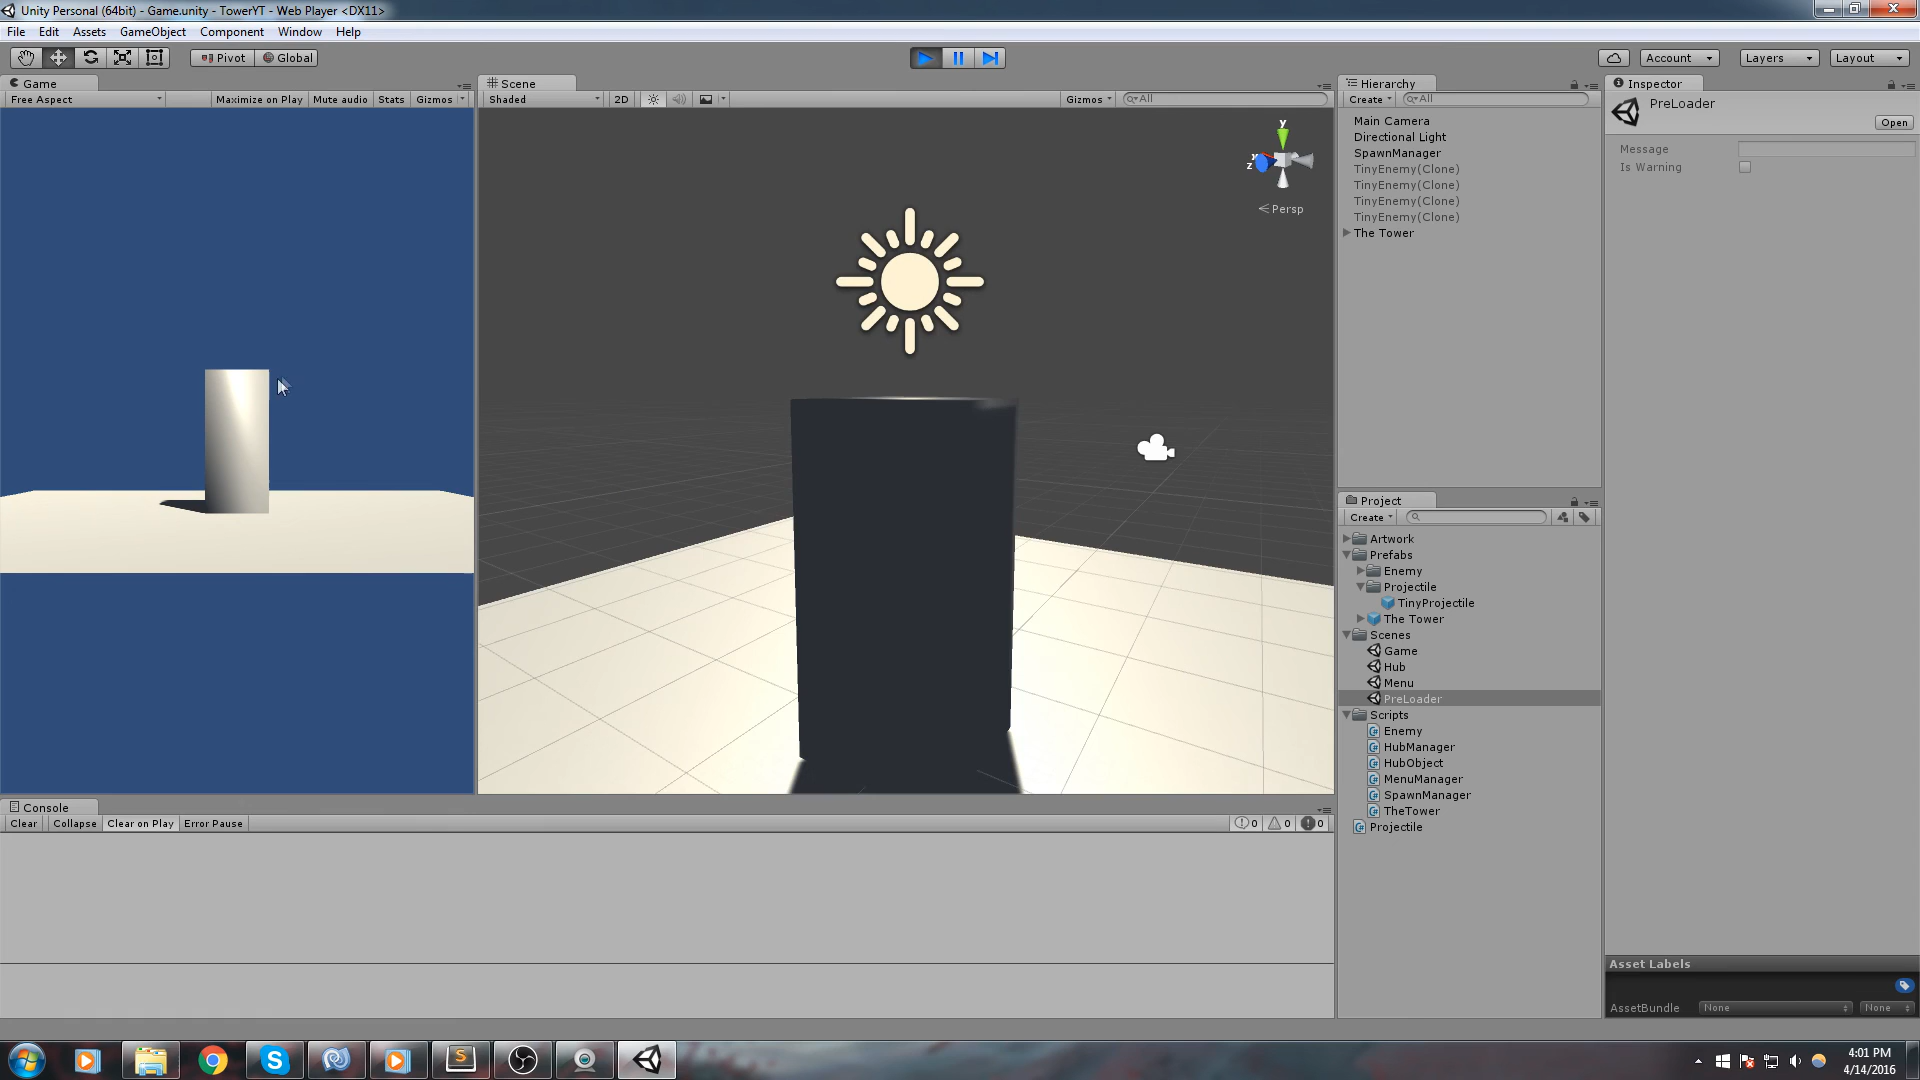 Unity Personal (64bit) - Game.unity - TowerYT - Web Player <DX11>
File Edit Assets GameObject Component Window Help
Pivot Global Account Layers Layout
Game
Free Aspect Maximize on Play Mute audio Stats Gizmos
Scene
Shaded 2D Gizmos All
y
x
z
Persp
Hierarchy
Create All
Main Camera
Directional Light
SpawnManager
TinyEnemy(Clone)
TinyEnemy(Clone)
TinyEnemy(Clone)
TinyEnemy(Clone)
The Tower
Project
Create
Artwork
Prefabs
Enemy
Projectile
TinyProjectile
The Tower
Scenes
Game
Hub
Menu
PreLoader
Scripts
Enemy
HubManager
HubObject
MenuManager
SpawnManager
TheTower
Projectile
Inspector
PreLoader
Open
Message
Is Warning
Asset Labels
AssetBundle None None
Console
Clear Collapse Clear on Play Error Pause 0 0 0
4:01 PM
4/14/2016